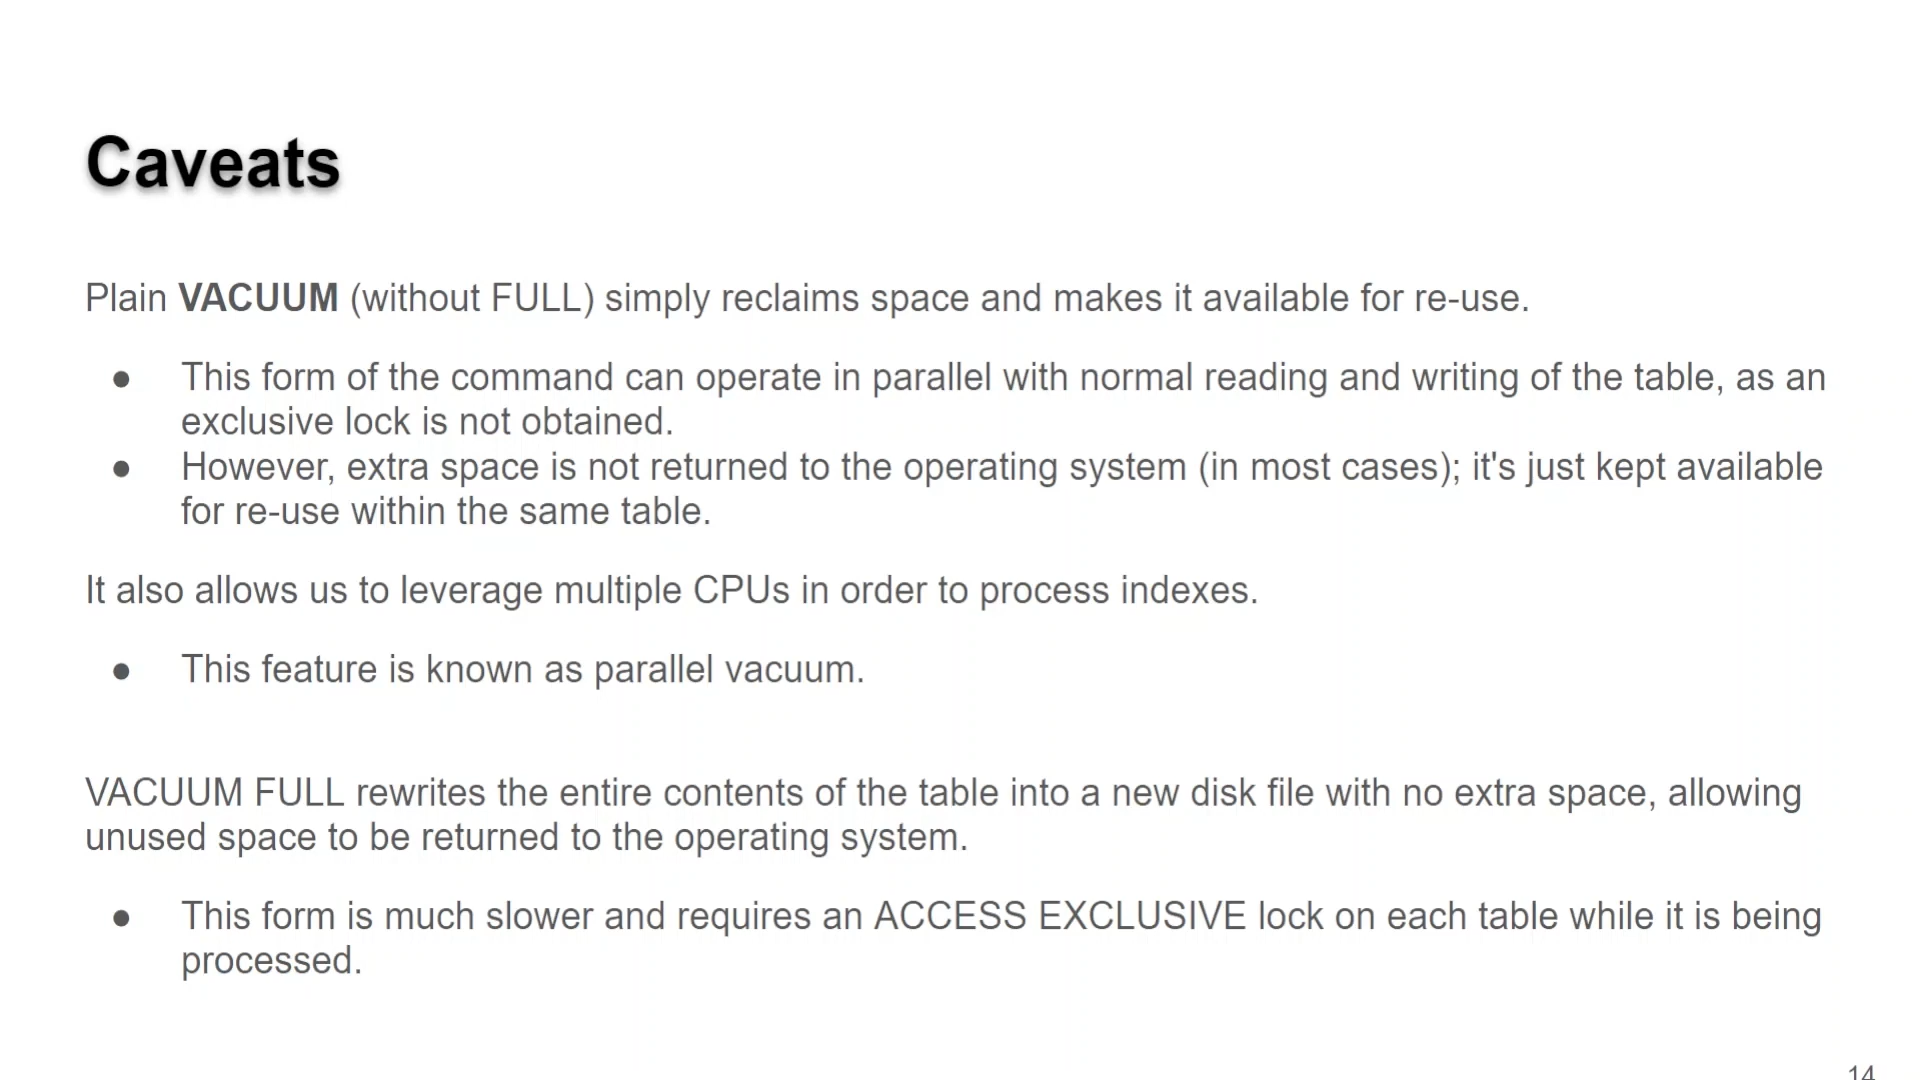 Caveats
Plain VACUUM (without FULL) simply reclaims space and makes it available for re-use.
● This form of the command can operate in parallel with normal reading and writing of the table, as an
exclusive lock is not obtained.
● However, extra space is not returned to the operating system (in most cases); it's just kept available
for re-use within the same table.
It also allows us to leverage multiple CPUs in order to process indexes.
● This feature is known as parallel vacuum.
VACUUM FULL rewrites the entire contents of the table into a new disk file with no extra space, allowing
unused space to be returned to the operating system.
● This form is much slower and requires an ACCESS EXCLUSIVE lock on each table while it is being
processed.
14